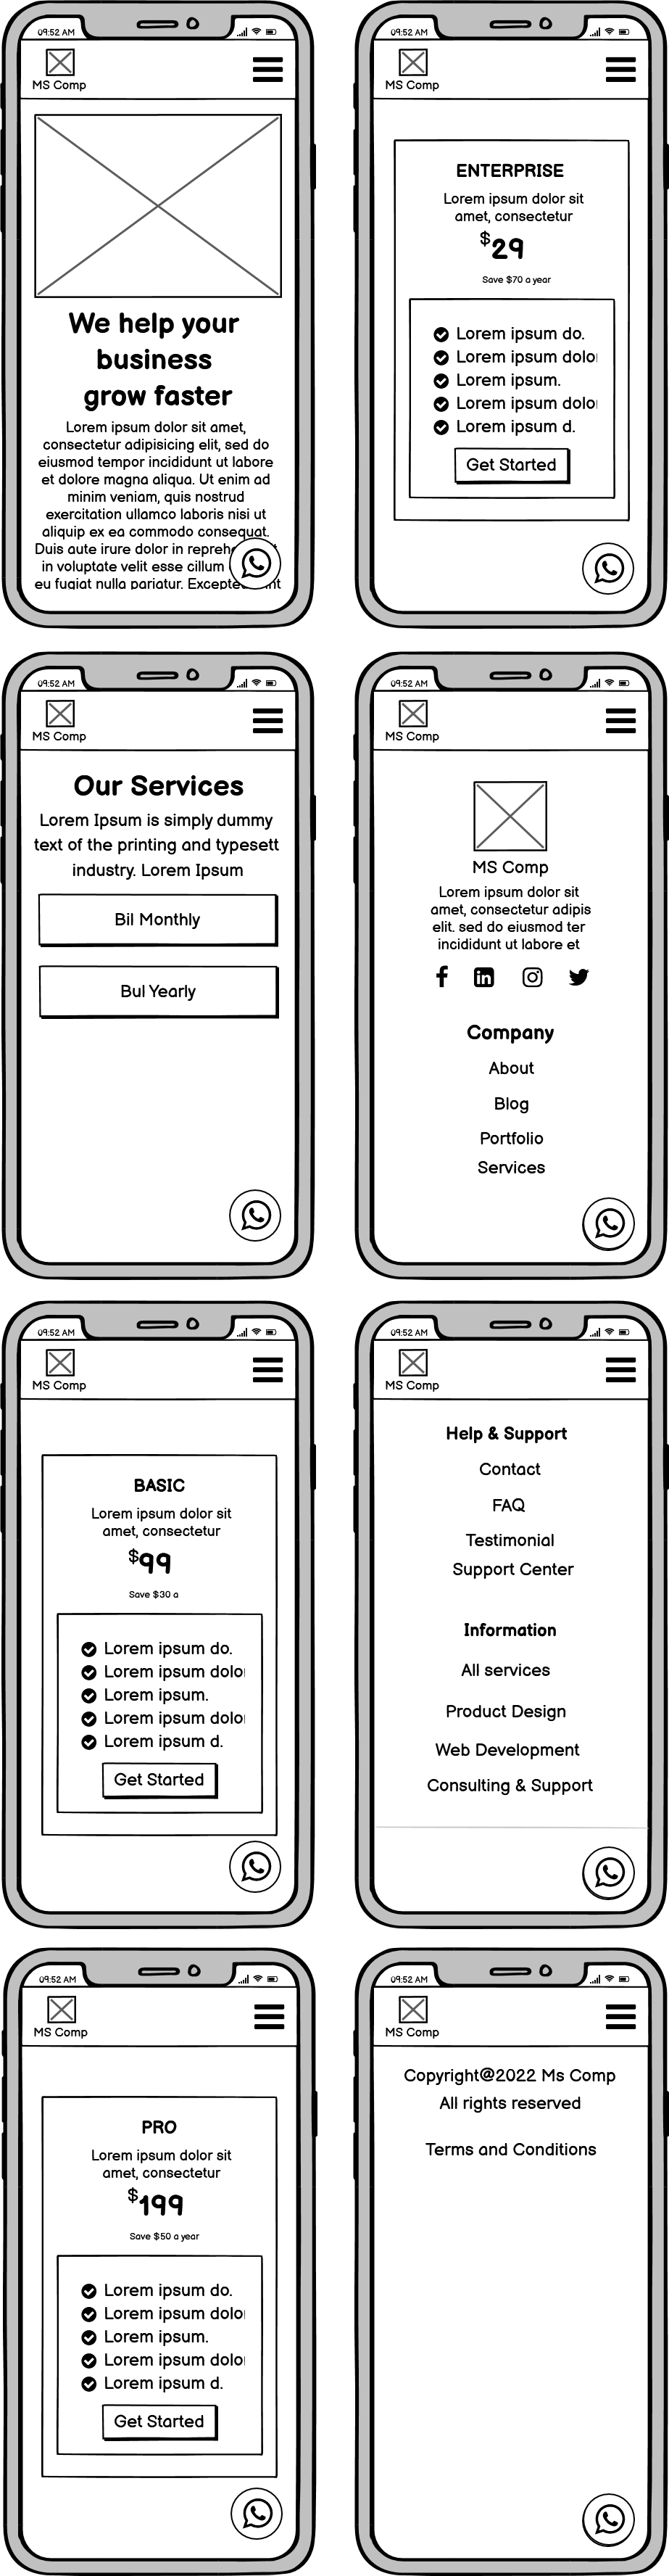 09:52 AM
MS Comp
We help your
business
grow faster
Lorem ipsum dolor sit amet,
consectetur adipisicing elit, sed do
eiusmod tempor incididunt ut labore
et dolore magna aliqua. Ut enim ad
minim veniam, quis nostrud
exercitation ullamco laboris nisi ut
aliquip ex ea commodo consequat.
Duis aute irure dolor in reprehe
in voluptate velit esse cillum
eu fugiat nulla pariatur. Excepte nt
09:52 AM
MS Comp
ENTERPRISE
Lorem ipsum dolor sit
amet, consectetur
$29
Save $70 a year
Lorem ipsum do.
Lorem ipsum dolo
Lorem ipsum.
Lorem ipsum dolo
Lorem ipsum d.
Get Started
09:52 AM
MS Comp
Our Services
Lorem Ipsum is simply dummy
text of the printing and typesett
industry. Lorem Ipsum
Bil Monthly
Bul Yearly
09:52 AM
MS Comp
MS Comp
Lorem ipsum dolor sit
amet, consectetur adipis
elit. sed do eiusmod ter
incididunt ut labore et
Company
About
Blog
Portfolio
Services
09:52 AM
MS Comp
BASIC
Lorem ipsum dolor sit
amet, consectetur
$99
Save $30 a
Lorem ipsum do.
Lorem ipsum dolo
Lorem ipsum.
Lorem ipsum dolo
Lorem ipsum d.
Get Started
09:52 AM
MS Comp
Help & Support
Contact
FAQ
Testimonial
Support Center
Information
All services
Product Design
Web Development
Consulting & Support
09:52 AM
MS Comp
PRO
Lorem ipsum dolor sit
amet, consectetur
$199
Save $50 a year
Lorem ipsum do.
Lorem ipsum dolo
Lorem ipsum.
Lorem ipsum dolo
Lorem ipsum d.
Get Started
09:52 AM
MS Comp
Copyright@2022 Ms Comp
All rights reserved
Terms and Conditions